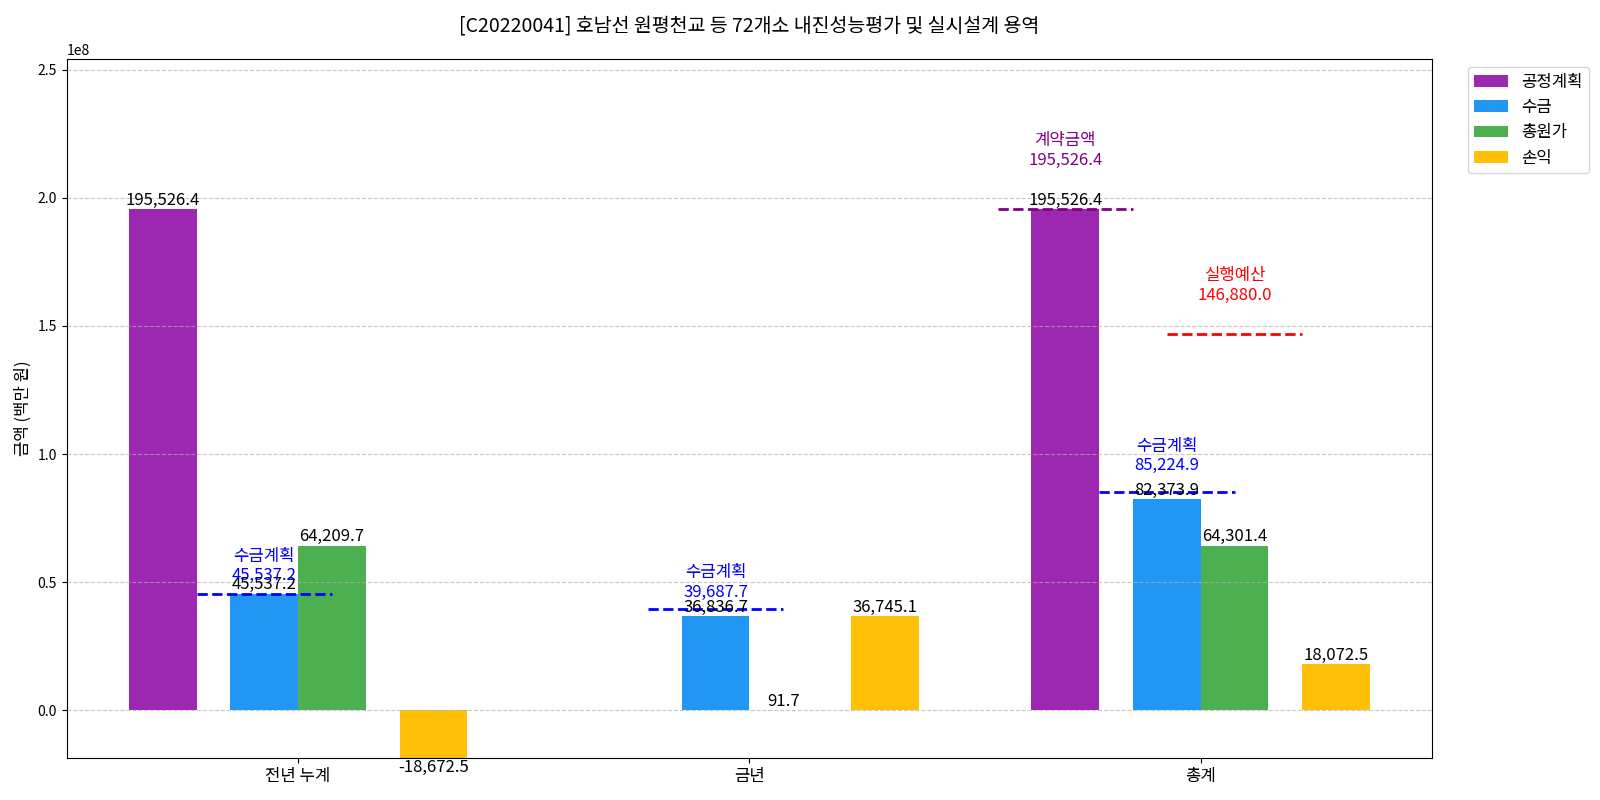 [C20220041] 호남선 원평천교 등 72개소 내진성능평가 및 실시설계 용역
1e8
2.5
2.0
1.5
1.0
0.5
0.0
금액 (백만 원)
195,526.4
수금계획
45,537.2
45,537.2
64,209.7
-18,672.5
수금계획
39,687.7
36,836.7
91.7
36,745.1
계약금액
195,526.4
195,526.4
실행예산
146,880.0
수금계획
85,224.9
82,373.9
64,301.4
18,072.5
전년 누계
금년
총계
공정계획
수금
총원가
손익